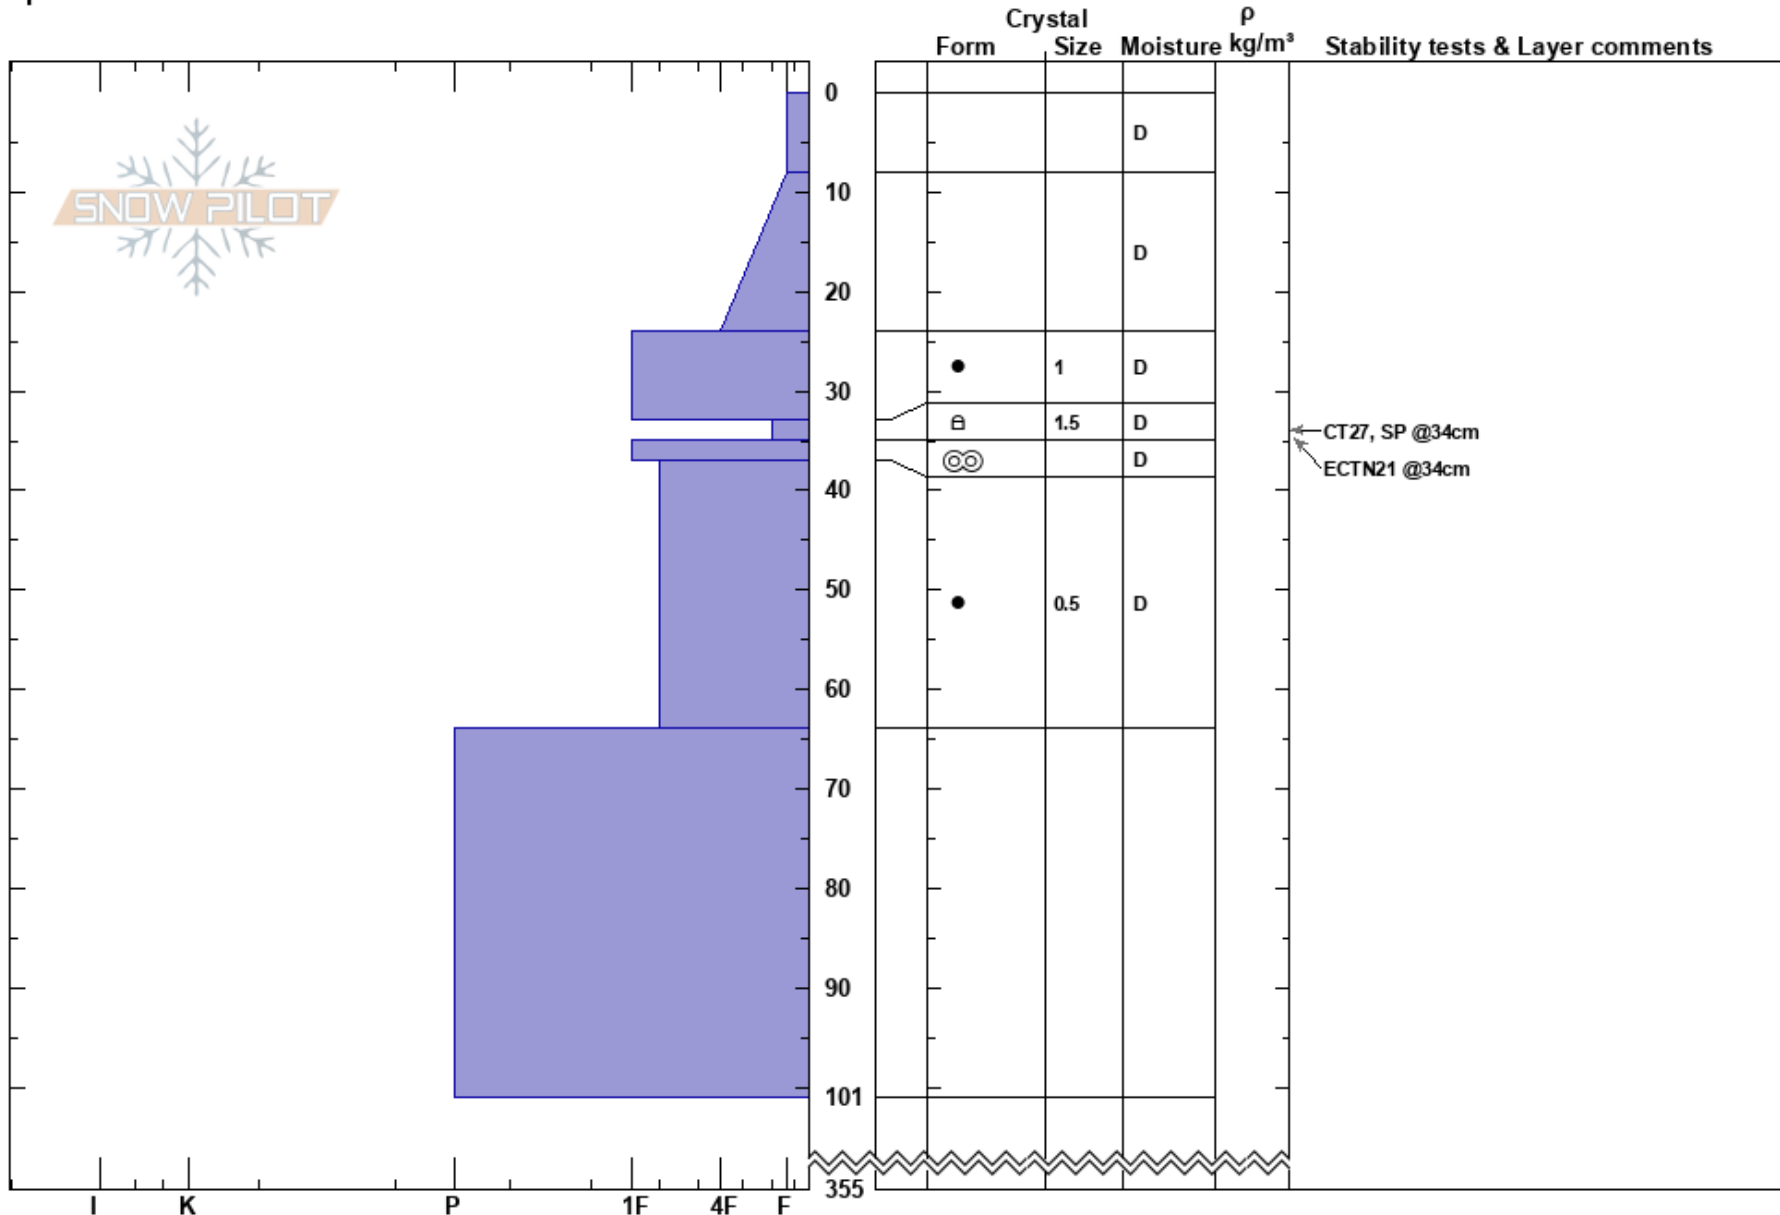 Crystal
ρ
Form Size Moisture kg/m³ Stability tests & Layer comments
0
D
SNOW PILOT
10
D
20
1 D
30
1.5 D
CT27, SP @34cm
D
ECTN21 @34cm
40
50
0.5 D
60
70
80
90
101
355
I K P 1F 4F F